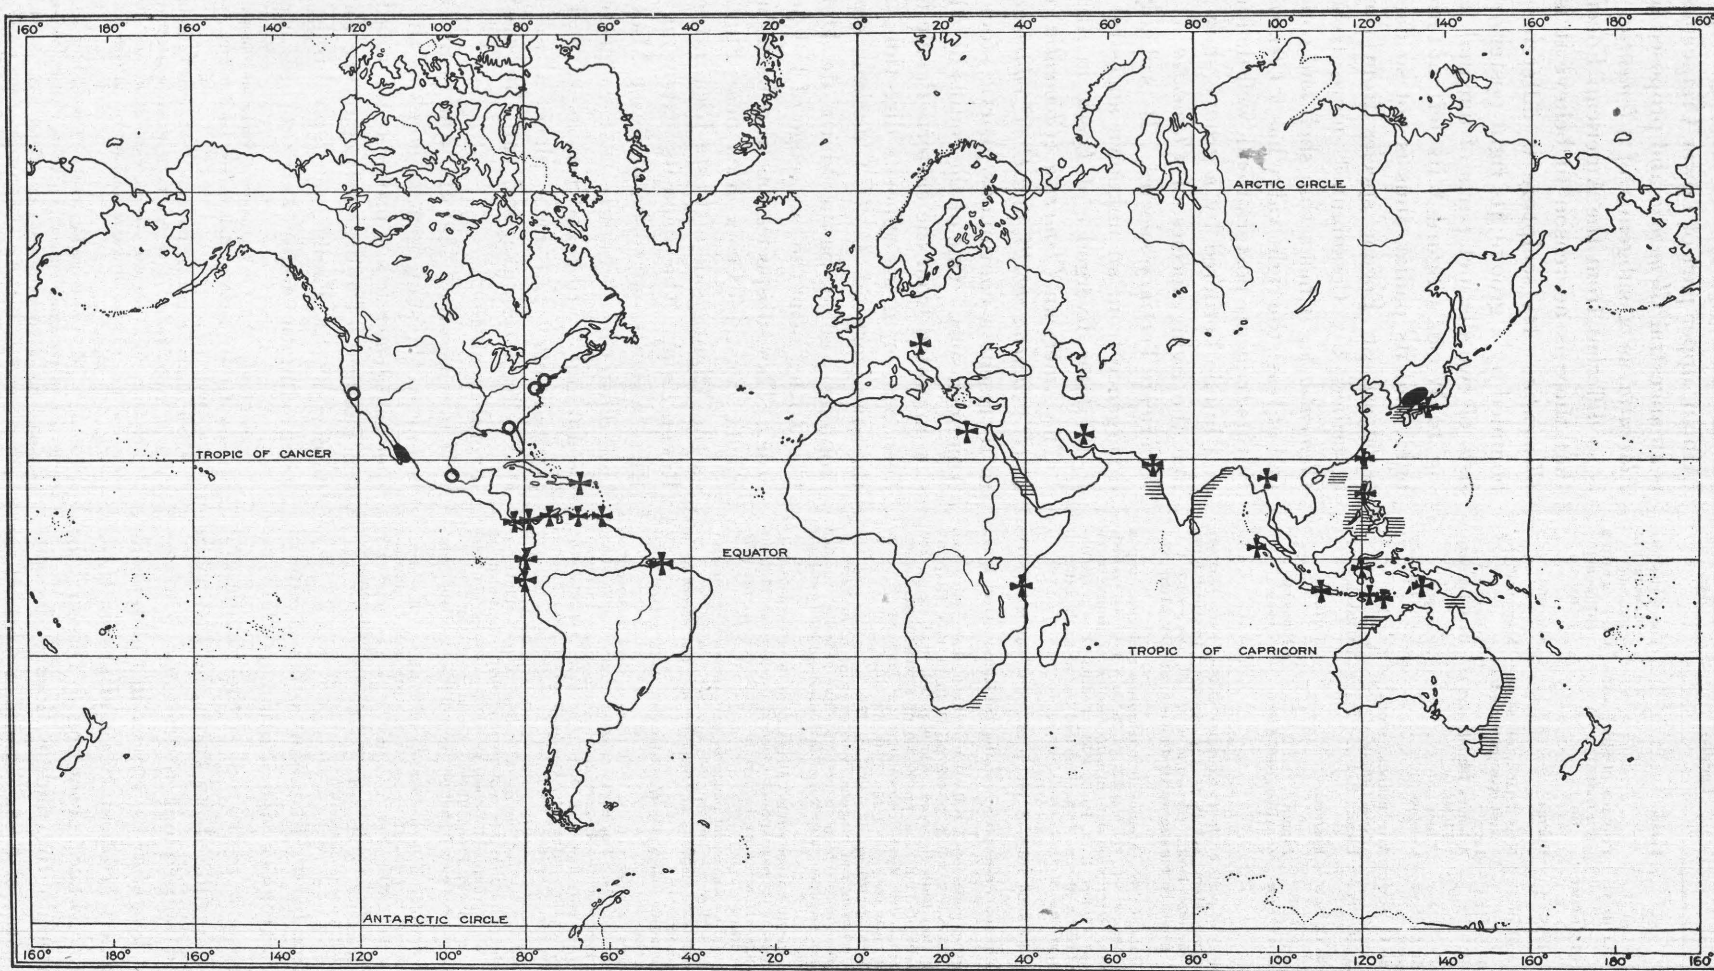 160° 180° 160° 140° 120° 100° 80° 60° 40° 20° 0° 20° 40° 60° 80° 100° 120° 140° 160° 180° 160°
ARCTIC CIRCLE
TROPIC OF CANCER
EQUATOR
TROPIC OF CAPRICORN
ANTARCTIC CIRCLE
160° 180° 160° 140° 120° 100° 80° 60° 40° 20° 0° 20° 40° 60° 80° 100° 120° 140° 160° 180° 160°